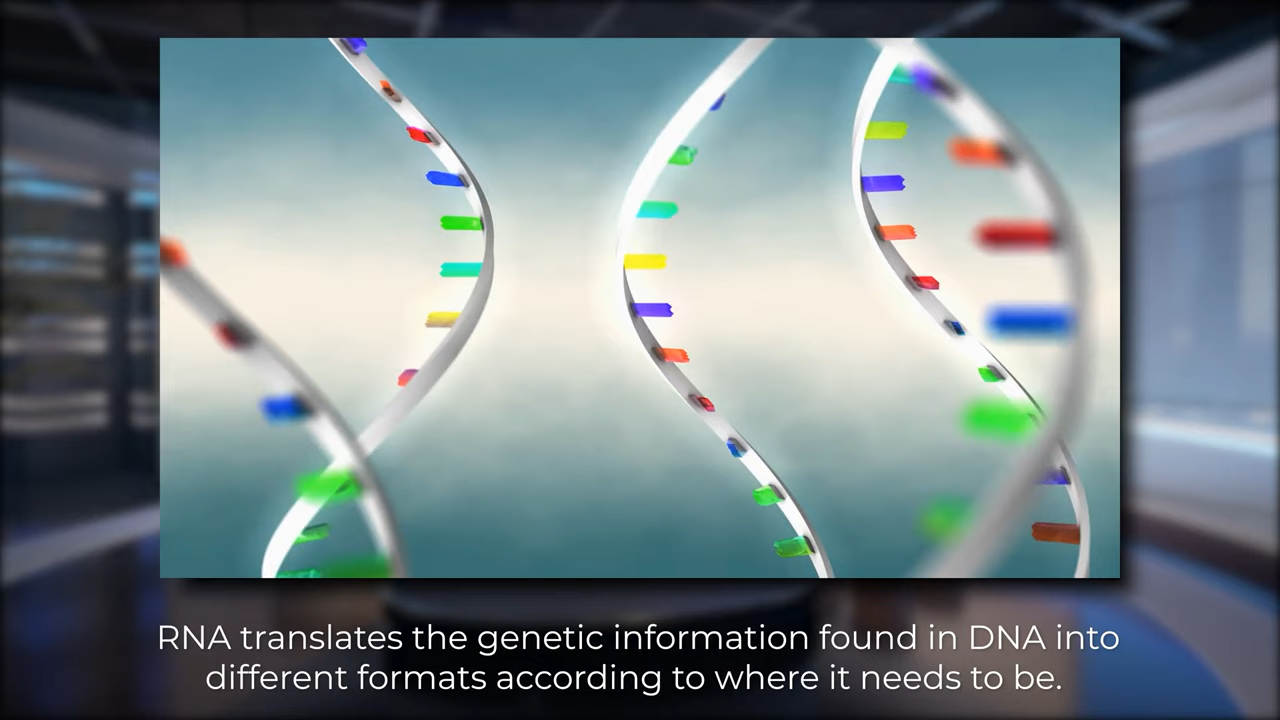 RNA translates the genetic information found in DNA into
different formats according to where it needs to be.